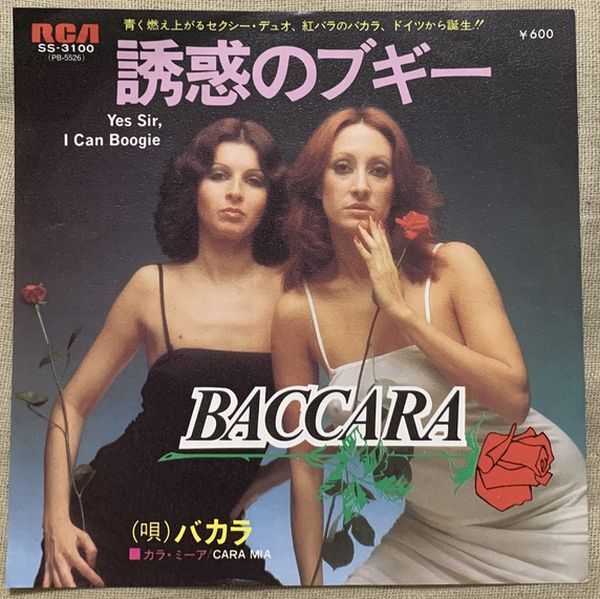 RCA
SS-3100
(PB-5526)
青く燃え上がるセクシー・デュオ、紅バラのバカラ、ドイツから誕生!!
¥600
誘惑のブギー
Yes Sir,
I Can Boogie
BACCARA
(唄)バカラ
■カラ・ミーア/CARA MIA